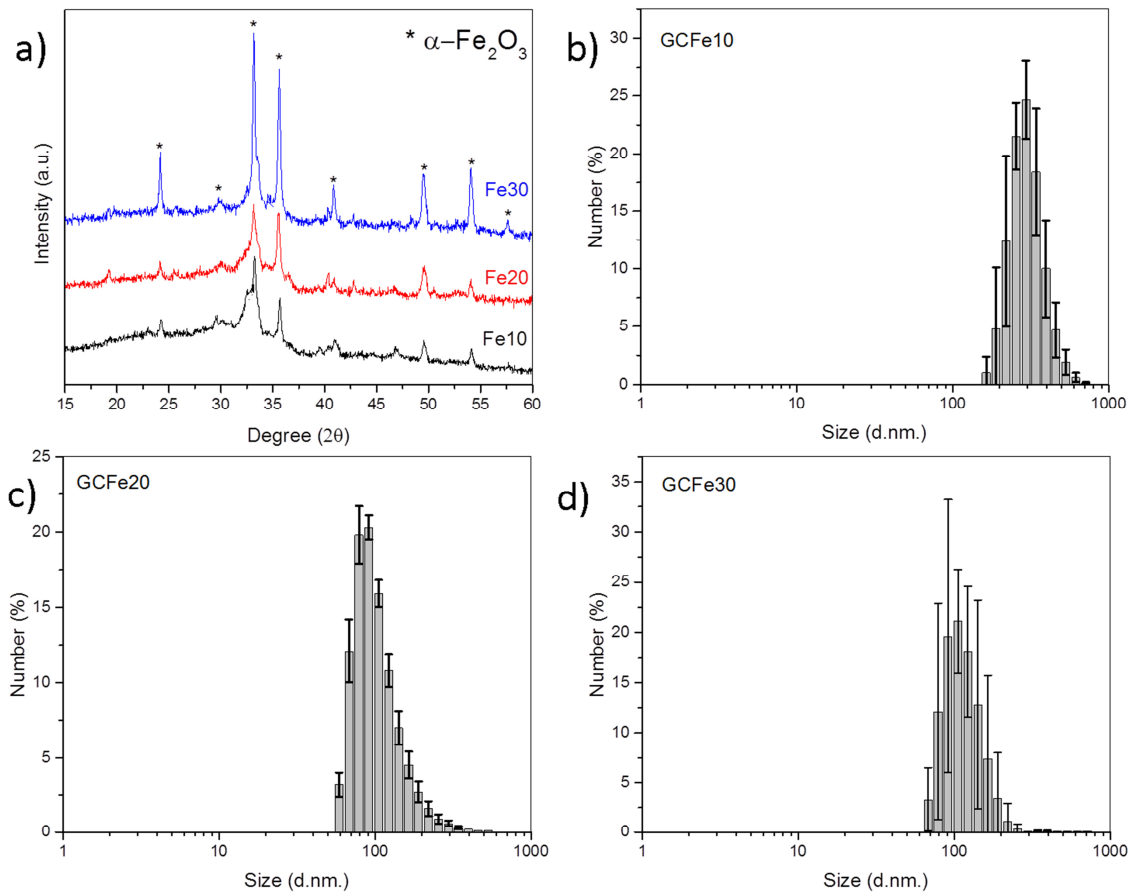 a)
* α–Fe₂O₃
*
*
*
*
*
*
*
*
Fe30
Fe20
Fe10
Intensity (a.u.)
15 20 25 30 35 40 45 50 55 60
Degree (2θ)
b)
GCFe10
30
25
20
15
10
5
0
Number (%)
1 10 100 1000
Size (d.nm.)
c)
GCFe20
25
20
15
10
5
0
Number (%)
1 10 100 1000
Size (d.nm.)
d)
GCFe30
35
30
25
20
15
10
5
0
Number (%)
1 10 100 1000
Size (d.nm.)